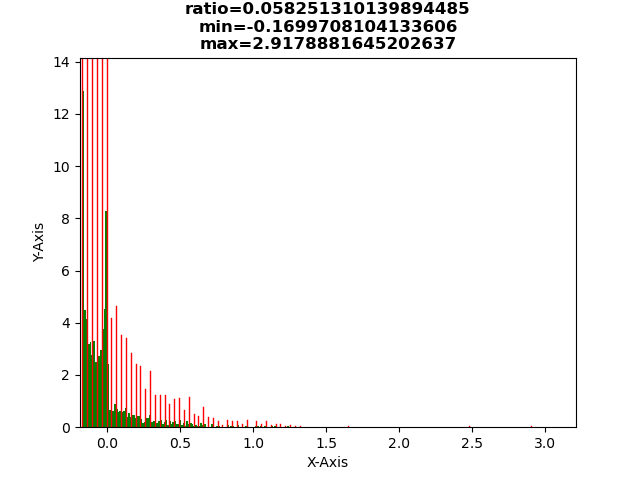 ratio=0.058251310139894485
min=-0.1699708104133606
max=2.9178881645202637
14
12
10
8
6
4
2
0
Y-Axis
0.0 0.5 1.0 1.5 2.0 2.5 3.0
X-Axis